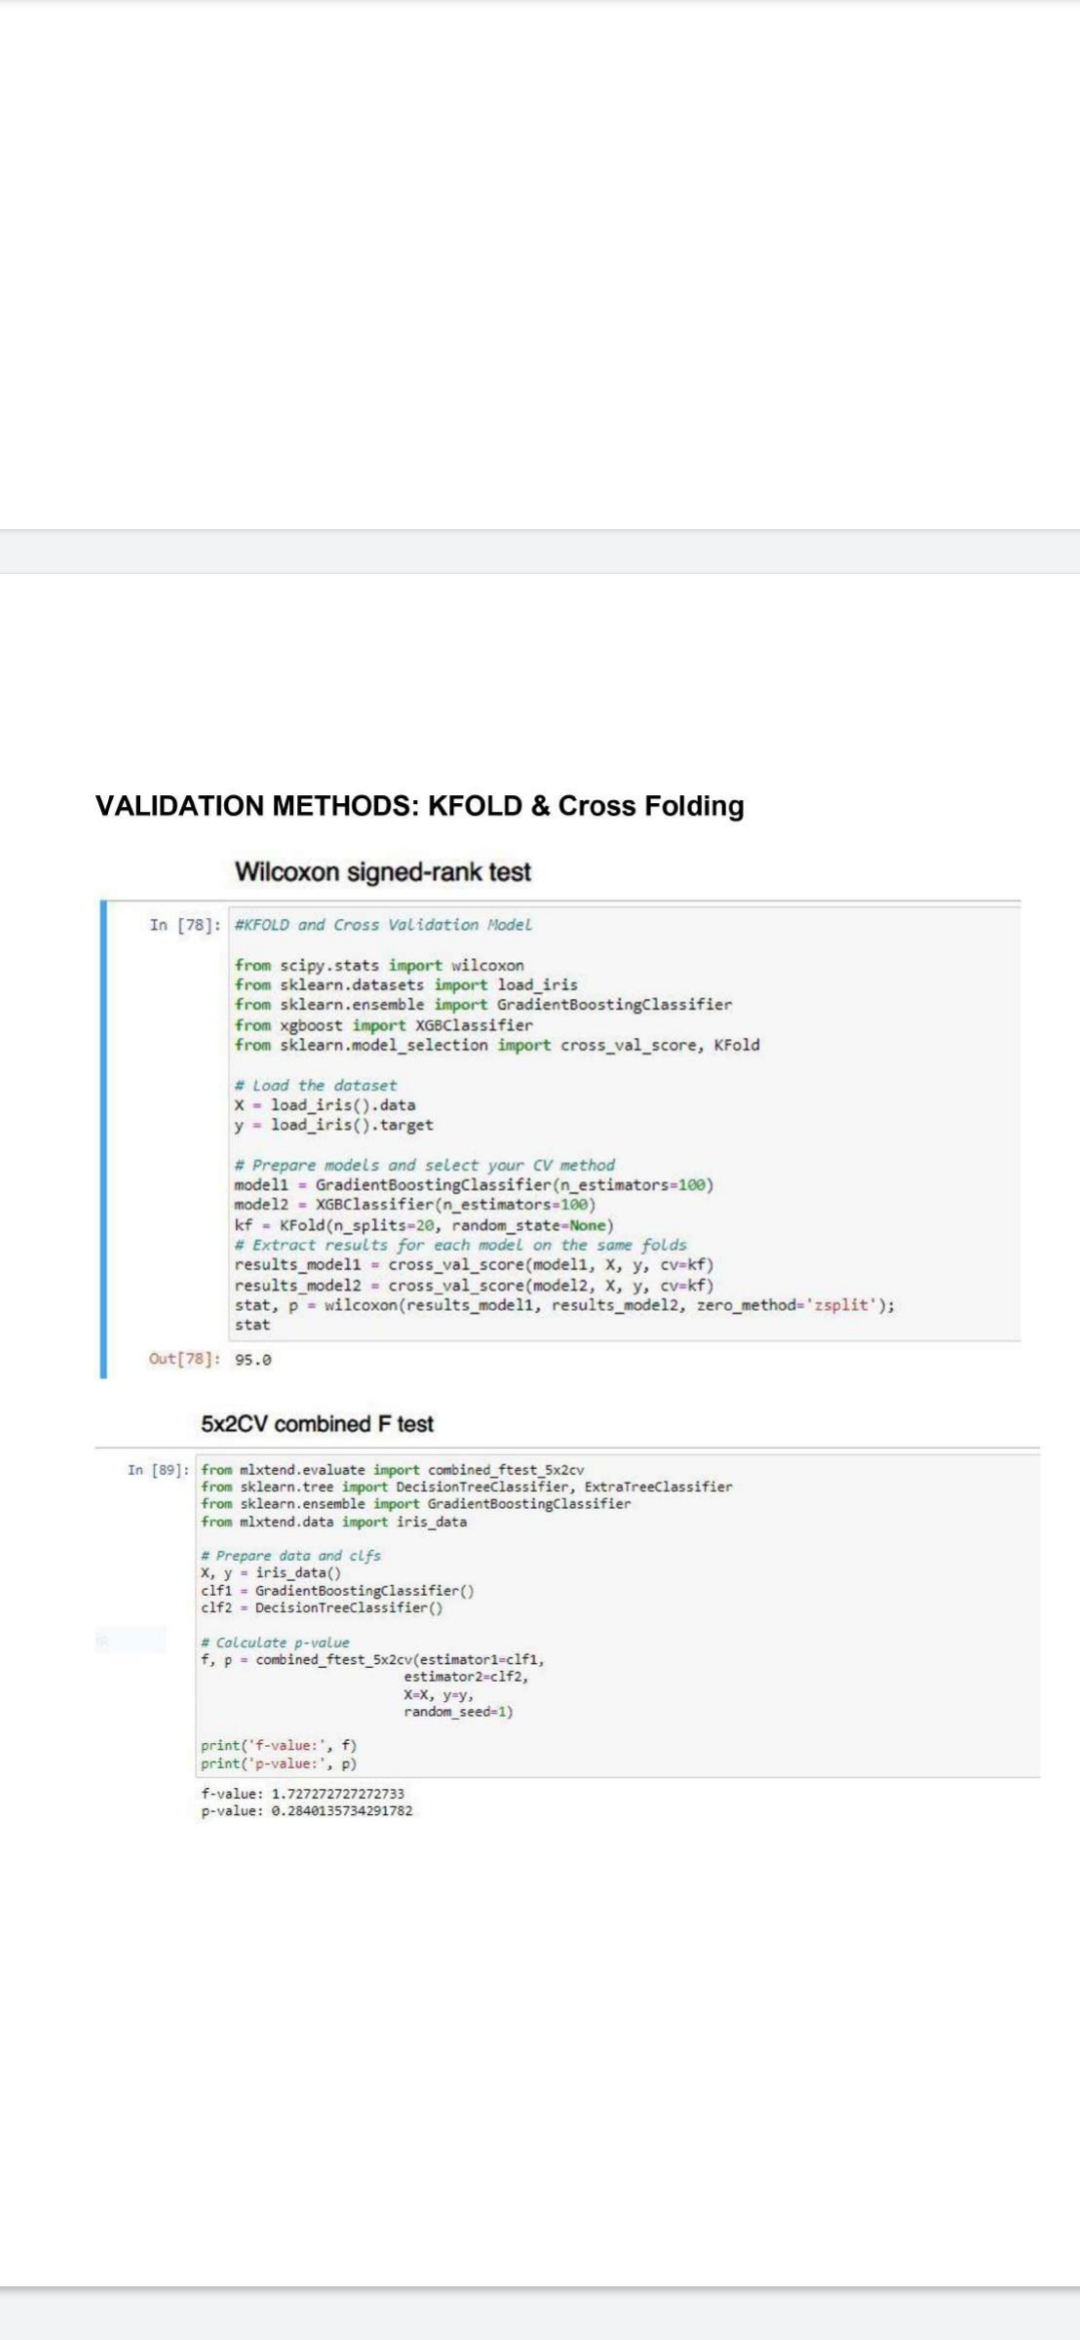 VALIDATION METHODS: KFOLD & Cross Folding
Wilcoxon signed-rank test
In [78]: #KFOLD and Cross Validation Model
from scipy.stats import wilcoxon
from sklearn.datasets import load_iris
from sklearn.ensemble import GradientBoostingClassifier
from xgboost import XGBClassifier
from sklearn.model_selection import cross_val_score, KFold
# Load the dataset
X = load_iris().data
y = load_iris().target
# Prepare models and select your CV method
model1 = GradientBoostingClassifier(n_estimators=100)
model2 = XGBClassifier(n_estimators=100)
kf = KFold(n_splits=20, random_state=None)
# Extract results for each model on the same folds
results_model1 = cross_val_score(model1, X, y, cv=kf)
results_model2 = cross_val_score(model2, X, y, cv=kf)
stat, p = wilcoxon(results_model1, results_model2, zero_method='zsplit');
stat
Out[78]: 95.0
5x2CV combined F test
In [89]: from mlxtend.evaluate import combined_ftest_5x2cv
from sklearn.tree import DecisionTreeClassifier, ExtraTreeClassifier
from sklearn.ensemble import GradientBoostingClassifier
from mlxtend.data import iris_data
# Prepare data and clfs
X, y = iris_data()
clf1 = GradientBoostingClassifier()
clf2 = DecisionTreeClassifier()
# Calculate p-value
f, p = combined_ftest_5x2cv(estimator1=clf1,
estimator2=clf2,
X=X, y=y,
random_seed=1)
print('f-value:', f)
print('p-value:', p)
f-value: 1.727272727272733
p-value: 0.2840135734291782